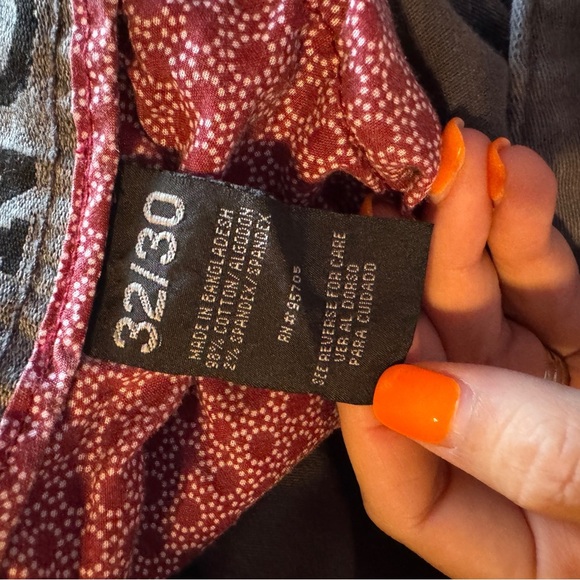 32/30
MADE IN BANGLADESH
98% COTTON/ALGODON
2% SPANDEX/SPANDEX
RN#95705
SEE REVERSE FOR CARE
VER AL DORSO
PARA CUIDADO